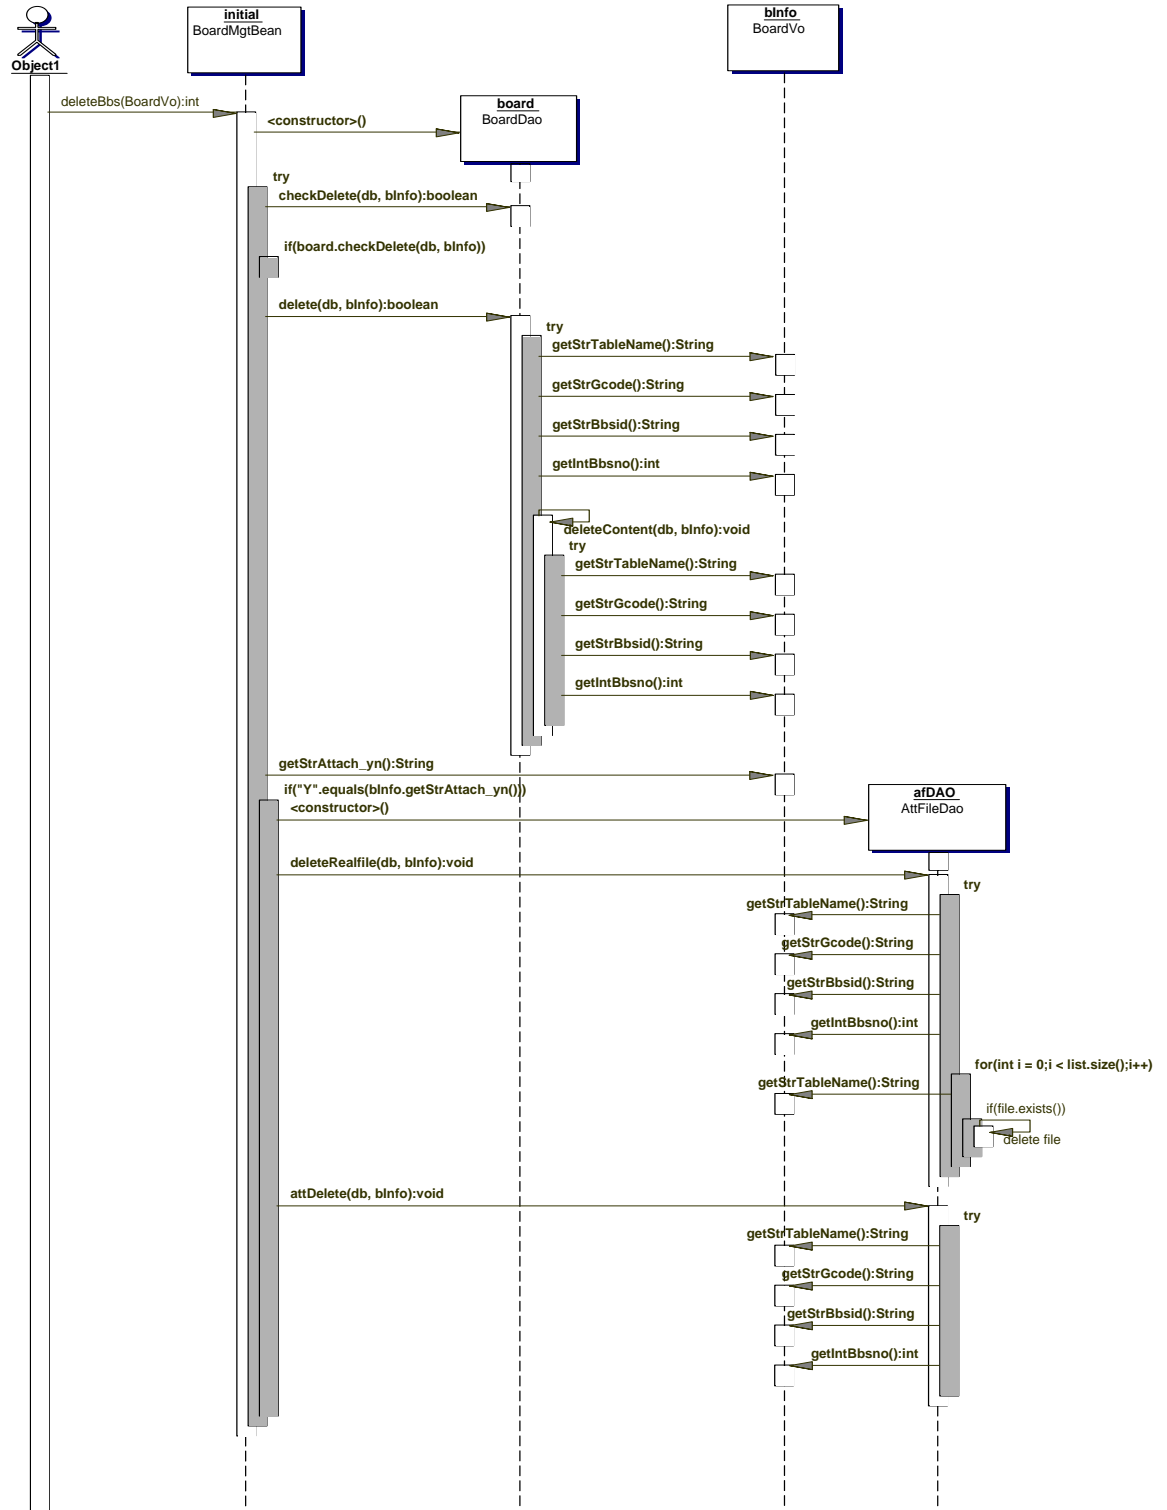 initial
BoardMgtBean
bInfo
BoardVo
Object1
deleteBbs(BoardVo):int
board
BoardDao
<constructor>()
try
checkDelete(db, bInfo):boolean
if(board.checkDelete(db, bInfo))
delete(db, bInfo):boolean
try
getStrTableName():String
getStrGcode():String
getStrBbsid():String
getIntBbsno():int
deleteContent(db, bInfo):void
try
getStrTableName():String
getStrGcode():String
getStrBbsid():String
getIntBbsno():int
getStrAttach_yn():String
if("Y".equals(bInfo.getStrAttach_yn()))
afDAO
AttFileDao
<constructor>()
deleteRealfile(db, bInfo):void
try
getStrTableName():String
getStrGcode():String
getStrBbsid():String
getIntBbsno():int
for(int i = 0;i < list.size();i++)
getStrTableName():String
if(file.exists())
delete file
attDelete(db, bInfo):void
try
getStrTableName():String
getStrGcode():String
getStrBbsid():String
getIntBbsno():int